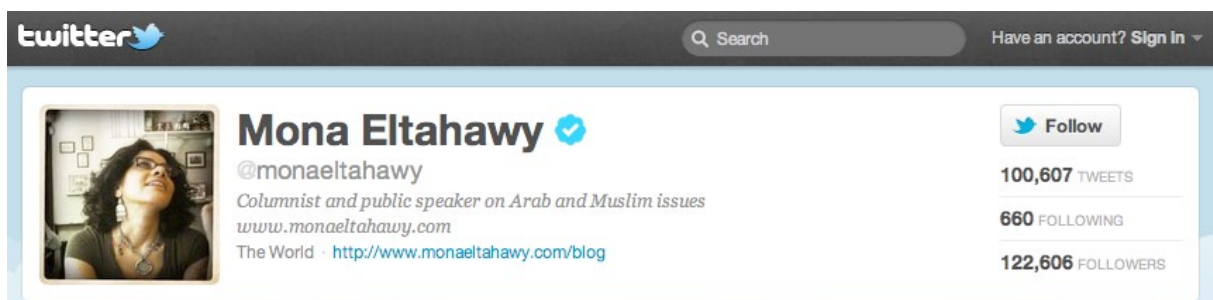 twitter
Search
Have an account? Sign in
Mona Eltahawy
@monaeltahawy
Columnist and public speaker on Arab and Muslim issues
www.monaeltahawy.com
The World · http://www.monaeltahawy.com/blog
Follow
100,607 TWEETS
660 FOLLOWING
122,606 FOLLOWERS